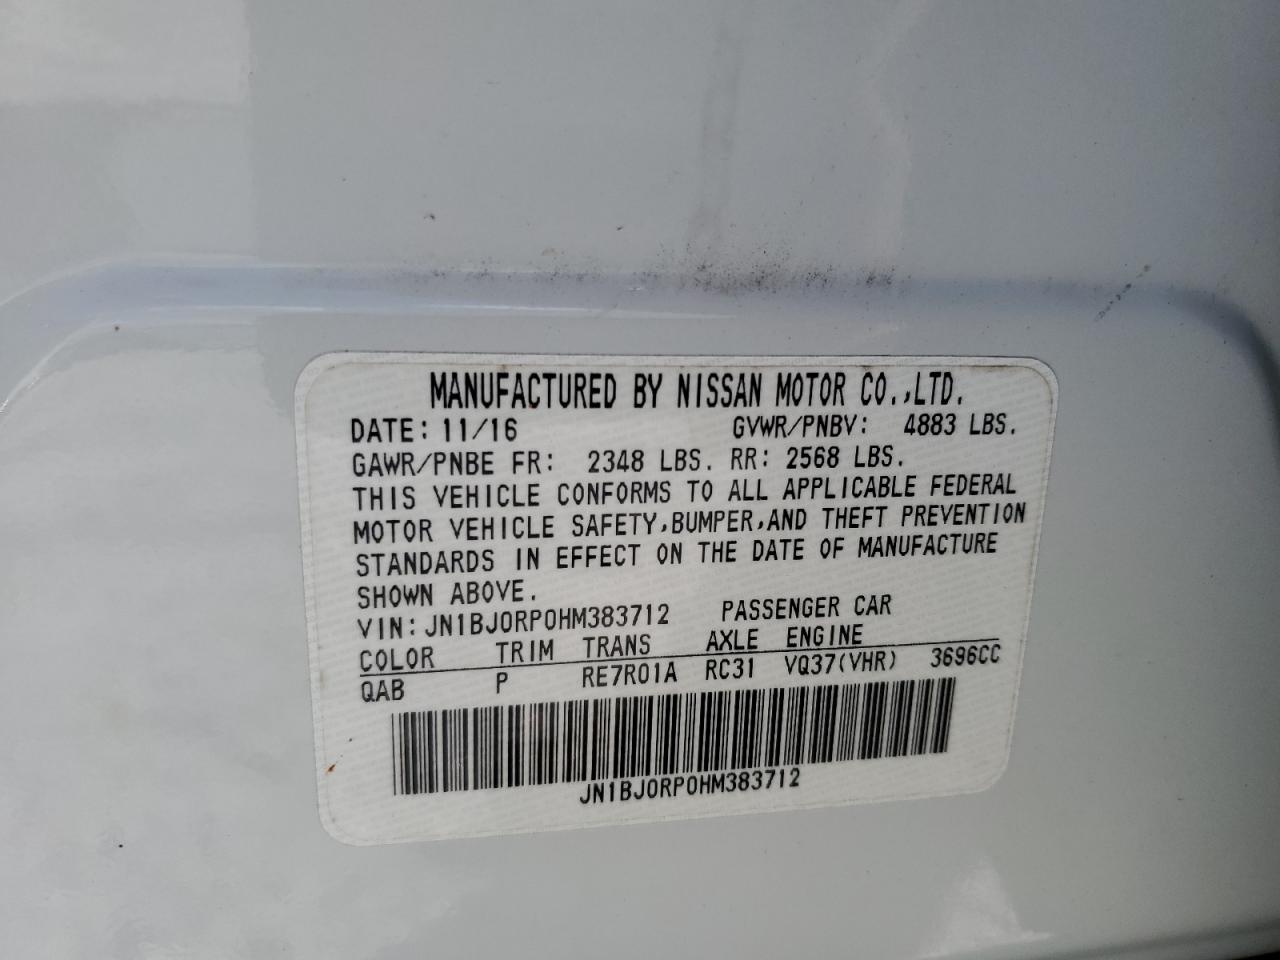 MANUFACTURED BY NISSAN MOTOR CO.,LTD.
DATE: 11/16 GVWR/PNBV: 4883 LBS.
GAWR/PNBE FR: 2348 LBS. RR: 2568 LBS.
THIS VEHICLE CONFORMS TO ALL APPLICABLE FEDERAL
MOTOR VEHICLE SAFETY,BUMPER,AND THEFT PREVENTION
STANDARDS IN EFFECT ON THE DATE OF MANUFACTURE
SHOWN ABOVE.
VIN: JN1BJ0RP0HM383712 PASSENGER CAR
COLOR TRIM TRANS AXLE ENGINE
QAB P RE7R01A RC31 VQ37(VHR) 3696CC
JN1BJ0RP0HM383712